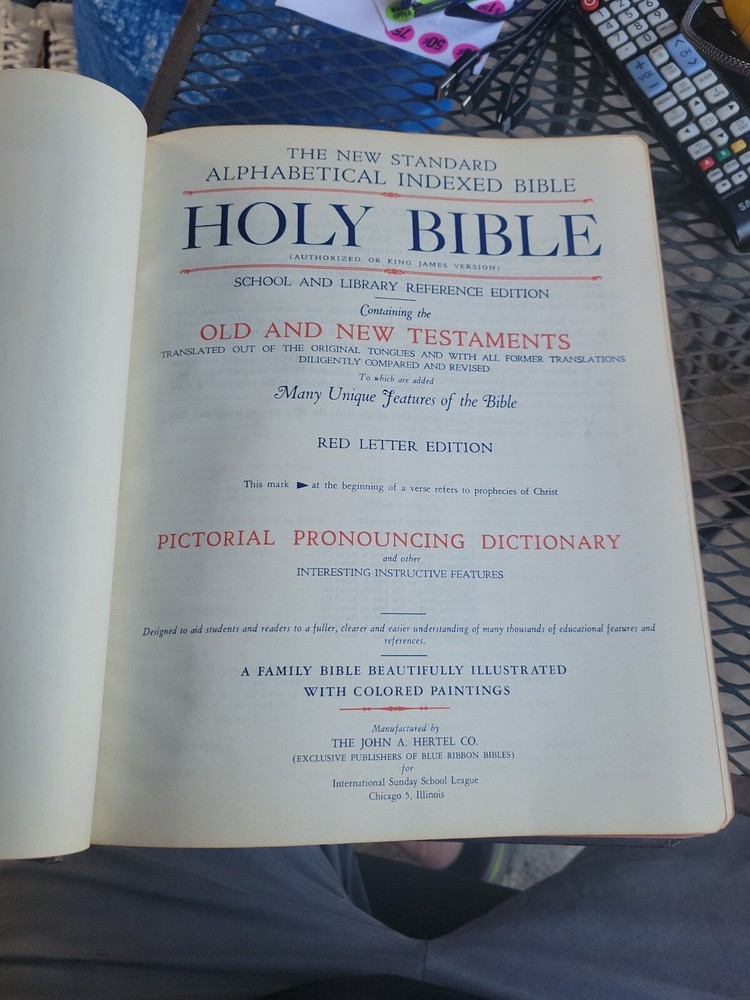 THE NEW STANDARD
ALPHABETICAL INDEXED BIBLE
HOLY BIBLE
(AUTHORIZED OR KING JAMES VERSION)
SCHOOL AND LIBRARY REFERENCE EDITION
Containing the
OLD AND NEW TESTAMENTS
TRANSLATED OUT OF THE ORIGINAL TONGUES AND WITH ALL FORMER TRANSLATIONS
DILIGENTLY COMPARED AND REVISED
To which are added
Many Unique Features of the Bible
RED LETTER EDITION
This mark ► at the beginning of a verse refers to prophecies of Christ
PICTORIAL PRONOUNCING DICTIONARY
and other
INTERESTING INSTRUCTIVE FEATURES
Designed to aid students and readers to a fuller, clearer and easier understanding of many thousands of educational features and
references.
A FAMILY BIBLE BEAUTIFULLY ILLUSTRATED
WITH COLORED PAINTINGS
Manufactured by
THE JOHN A. HERTEL CO.
(EXCLUSIVE PUBLISHERS OF BLUE RIBBON BIBLES)
for
International Sunday School League
Chicago 5, Illinois
VOL
CH